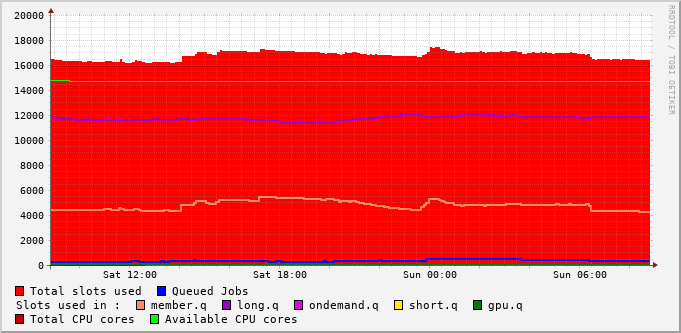 20000
18000
16000
14000
12000
10000
8000
6000
4000
2000
0
Sat 12:00 Sat 18:00 Sun 00:00 Sun 06:00
RRDTOOL / TOBI OETIKER
Total slots used Queued Jobs
Slots used in : member.q long.q ondemand.q short.q gpu.q
Total CPU cores Available CPU cores